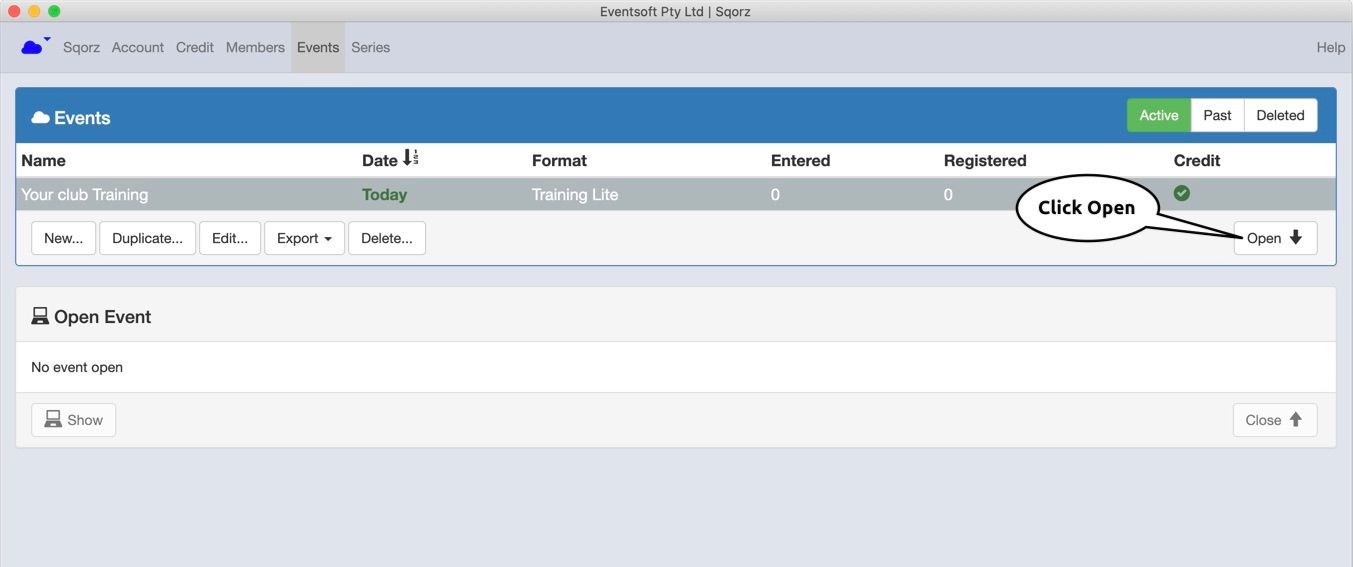 Eventsoft Pty Ltd | Sqorz
Sqorz Account Credit Members Events Series Help
Events Active Past Deleted
Name Date Format Entered Registered Credit
Your club Training Today Training Lite 0 0
Click Open
New... Duplicate... Edit... Export Delete... Open
Open Event
No event open
Show Close